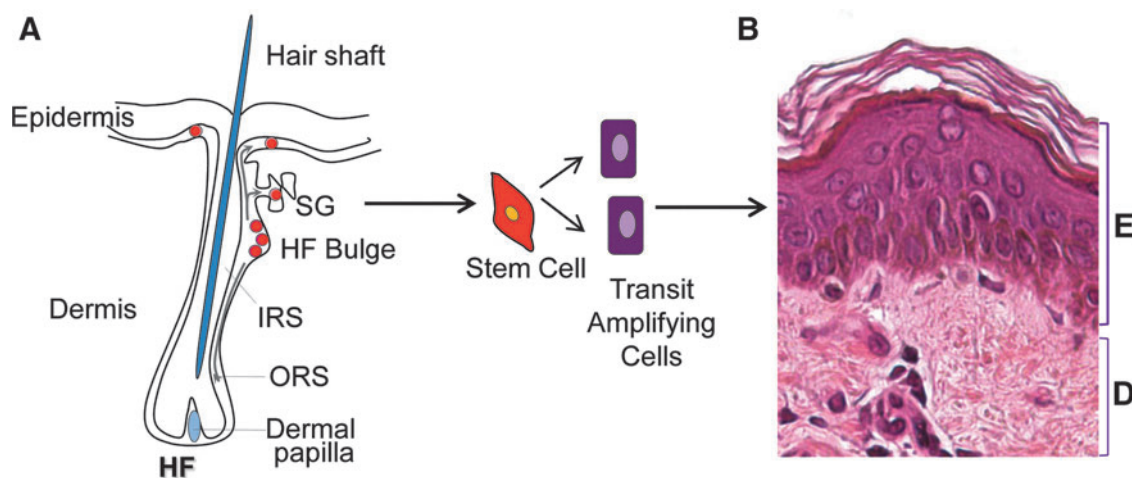 A
Hair shaft
Epidermis
SG
HF Bulge
Dermis
IRS
ORS
Dermal
papilla
HF
Stem Cell
Transit
Amplifying
Cells
B
E
D